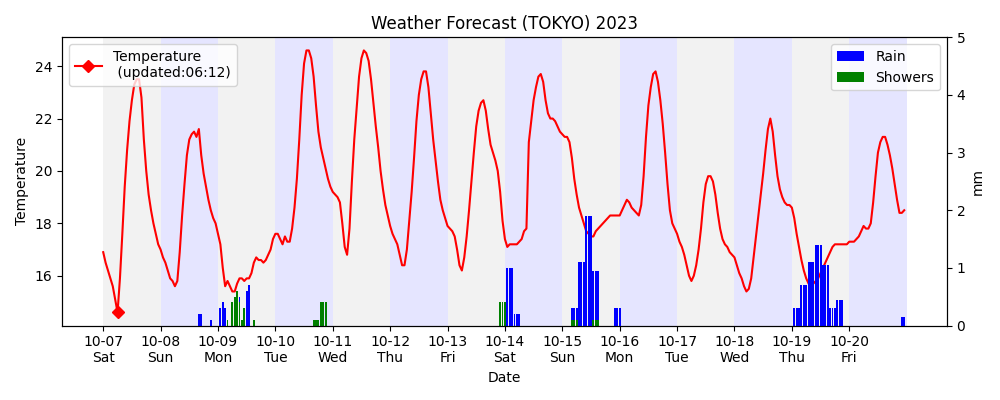 Weather Forecast (TOKYO) 2023
Temperature
(updated:06:12)
Rain
Showers
Temperature
24
22
20
18
16
5
4
3
2
1
0
mm
10-07 10-08 10-09 10-10 10-11 10-12 10-13 10-14 10-15 10-16 10-17 10-18 10-19 10-20
Sat Sun Mon Tue Wed Thu Fri Sat Sun Mon Tue Wed Thu Fri
Date